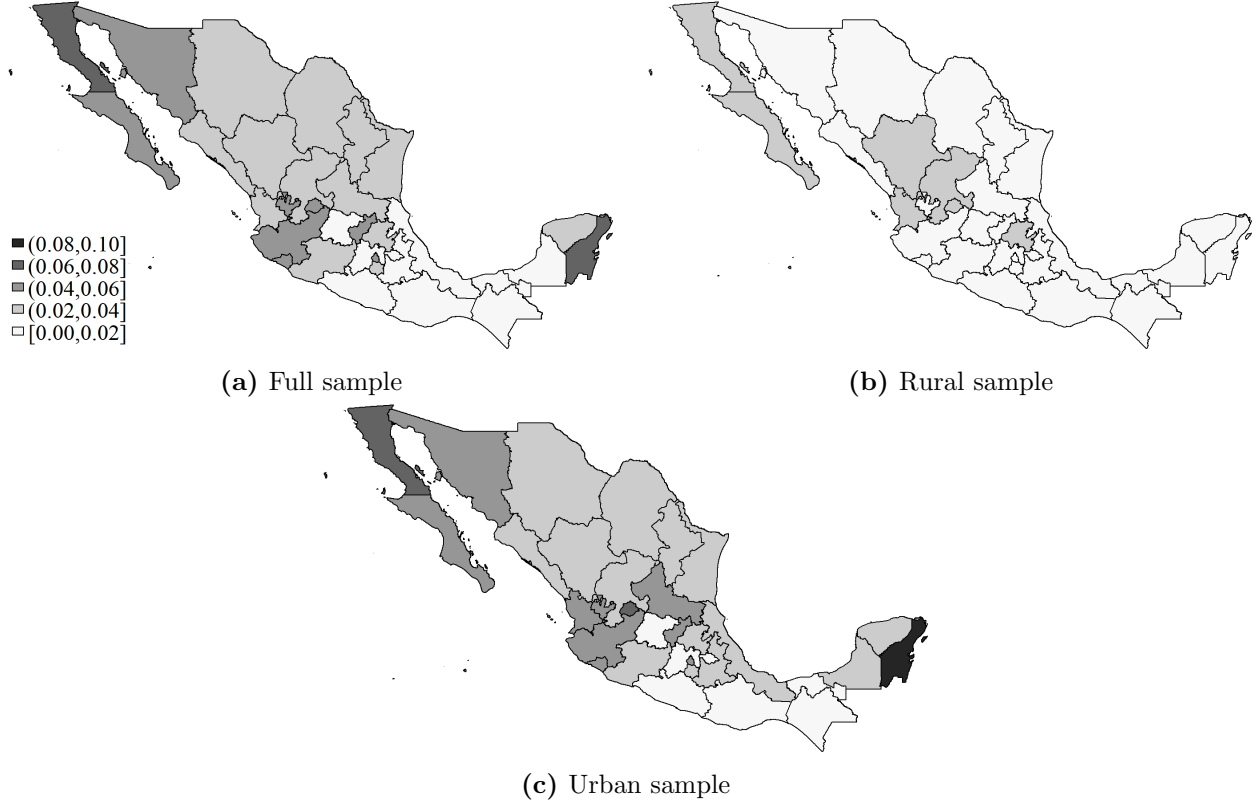 (0.08,0.10]
(0.06,0.08]
(0.04,0.06]
(0.02,0.04]
[0.00,0.02]
(a) Full sample
(b) Rural sample
(c) Urban sample